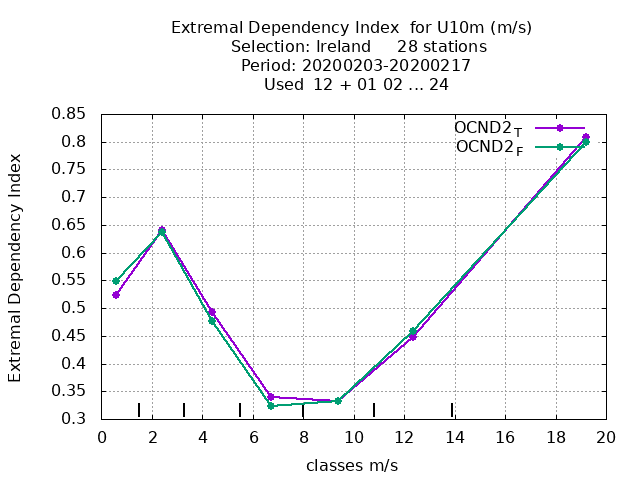 Extremal Dependency Index  for U10m (m/s)
Selection: Ireland     28 stations
Period: 20200203-20200217
Used  12 + 01 02 ... 24
OCND2T
OCND2F
Extremal Dependency Index
0.85
0.8
0.75
0.7
0.65
0.6
0.55
0.5
0.45
0.4
0.35
0.3
0 2 4 6 8 10 12 14 16 18 20
classes m/s